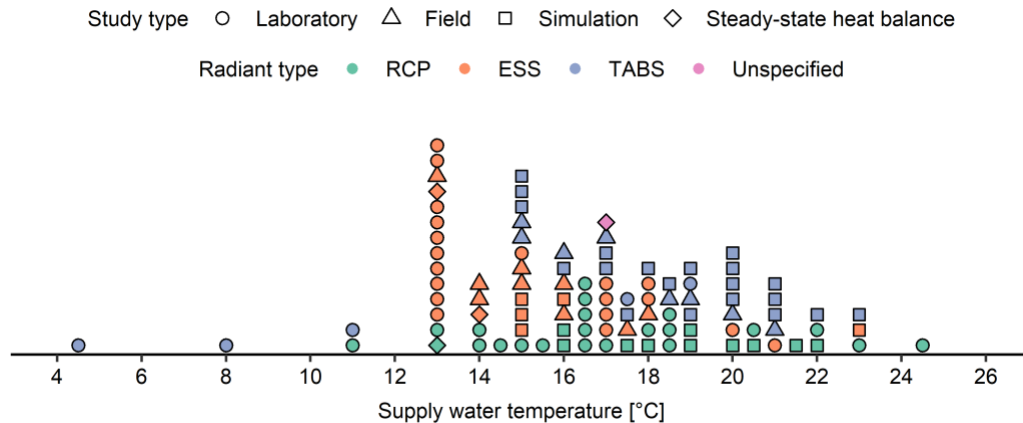 Study type Laboratory Field Simulation Steady-state heat balance
Radiant type RCP ESS TABS Unspecified
4 6 8 10 12 14 16 18 20 22 24 26
Supply water temperature [°C]